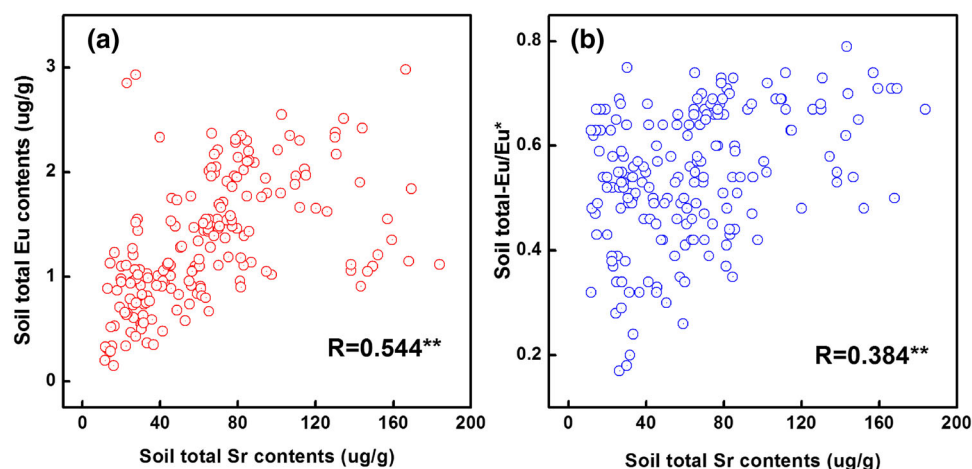 (a)
Soil total Eu contents (ug/g)
3
2
1
0
R=0.544**
0 40 80 120 160 200
Soil total Sr contents (ug/g)
(b)
Soil total-Eu/Eu*
0.8
0.6
0.4
0.2
R=0.384**
0 40 80 120 160 200
Soil total Sr contents (ug/g)